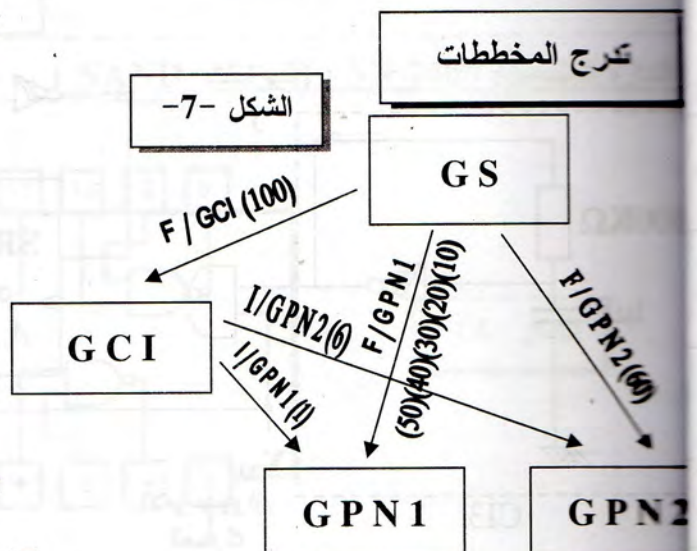 تدرج المخططات
الشكل -7-
G S
F / GCI (100)
G C I
I/GPN2(6)
I/GPN1(1)
F/GPN1
(50)(40)(30)(20)(10)
F/GPN2(60)
G P N 1
G P N 2